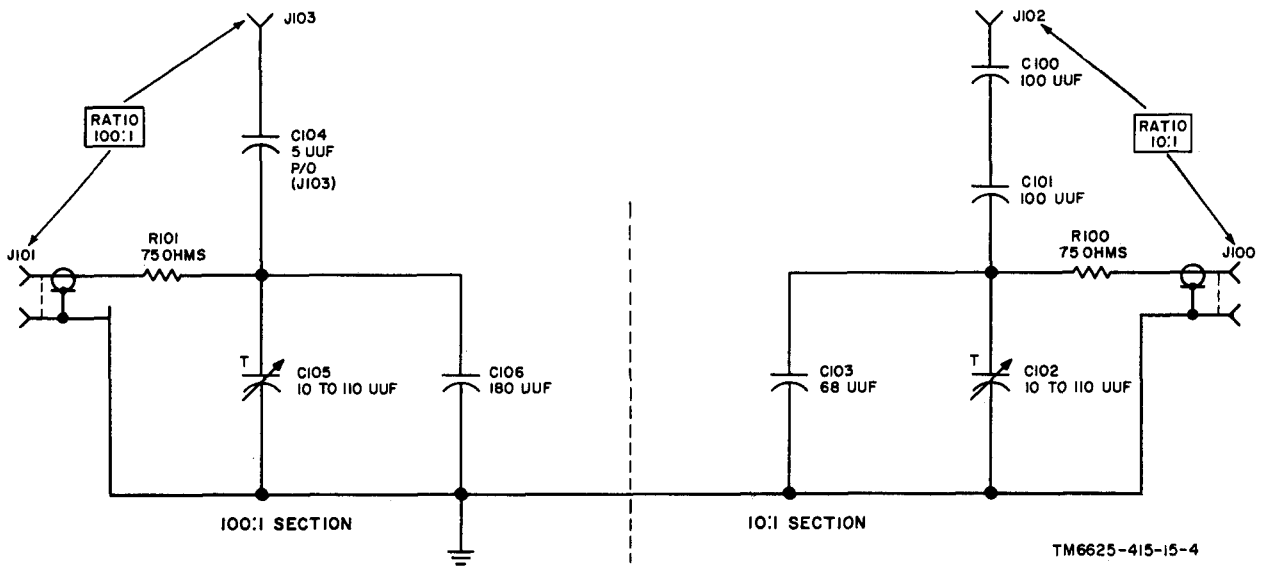 J103
RATIO
100:1
C104
5 UUF
P/O
(J103)
J101
R101
75 OHMS
T
C105
10 TO 110 UUF
C106
180 UUF
100:1 SECTION
J102
C100
100 UUF
RATIO
10:1
C101
100 UUF
R100
75 OHMS
J100
C103
68 UUF
T
C102
10 TO 110 UUF
10:1 SECTION
TM6625-415-15-4